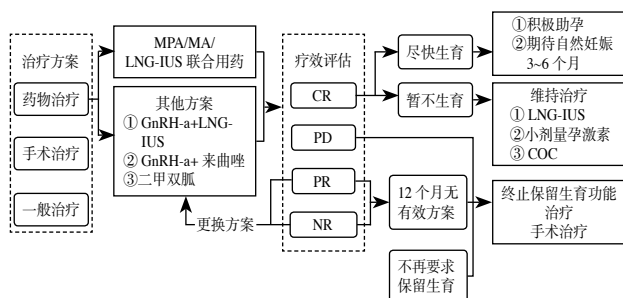 治疗方案
药物治疗
手术治疗
一般治疗
MPA/MA/
LNG-IUS 联合用药
其他方案
① GnRH-a+LNG-
IUS
② GnRH-a+ 来曲唑
③二甲双胍
更换方案
疗效评估
CR
PD
PR
NR
尽快生育
暂不生育
12 个月无
有效方案
不再要求
保留生育
①积极助孕
②期待自然妊娠
3~6 个月
维持治疗
① LNG-IUS
②小剂量孕激素
③ COC
终止保留生育功能
治疗
手术治疗